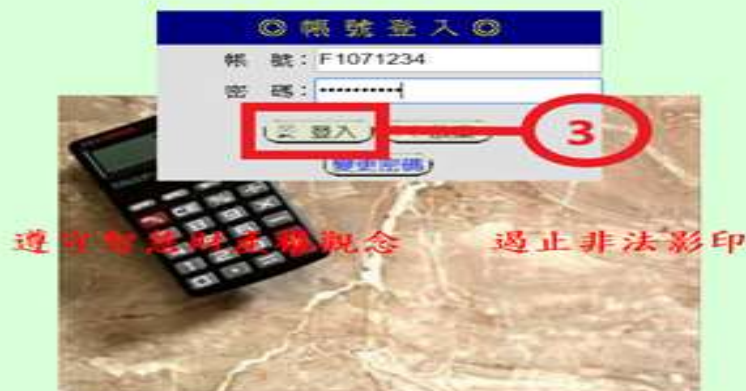 ◎帳號登入◎
帳 號：F1071234
密 碼：••••••••••
登入
3
變更密碼
遵守智慧財產權觀念 遏止非法影印